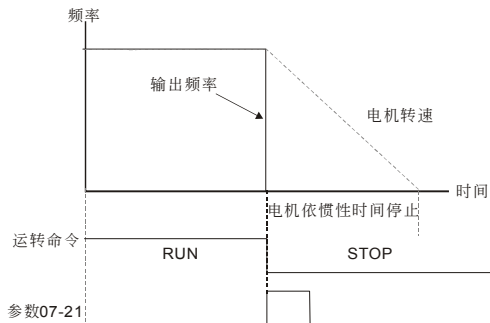 频率
输出频率
电机转速
时间
电机依惯性时间停止
运转命令
RUN
STOP
参数07-21